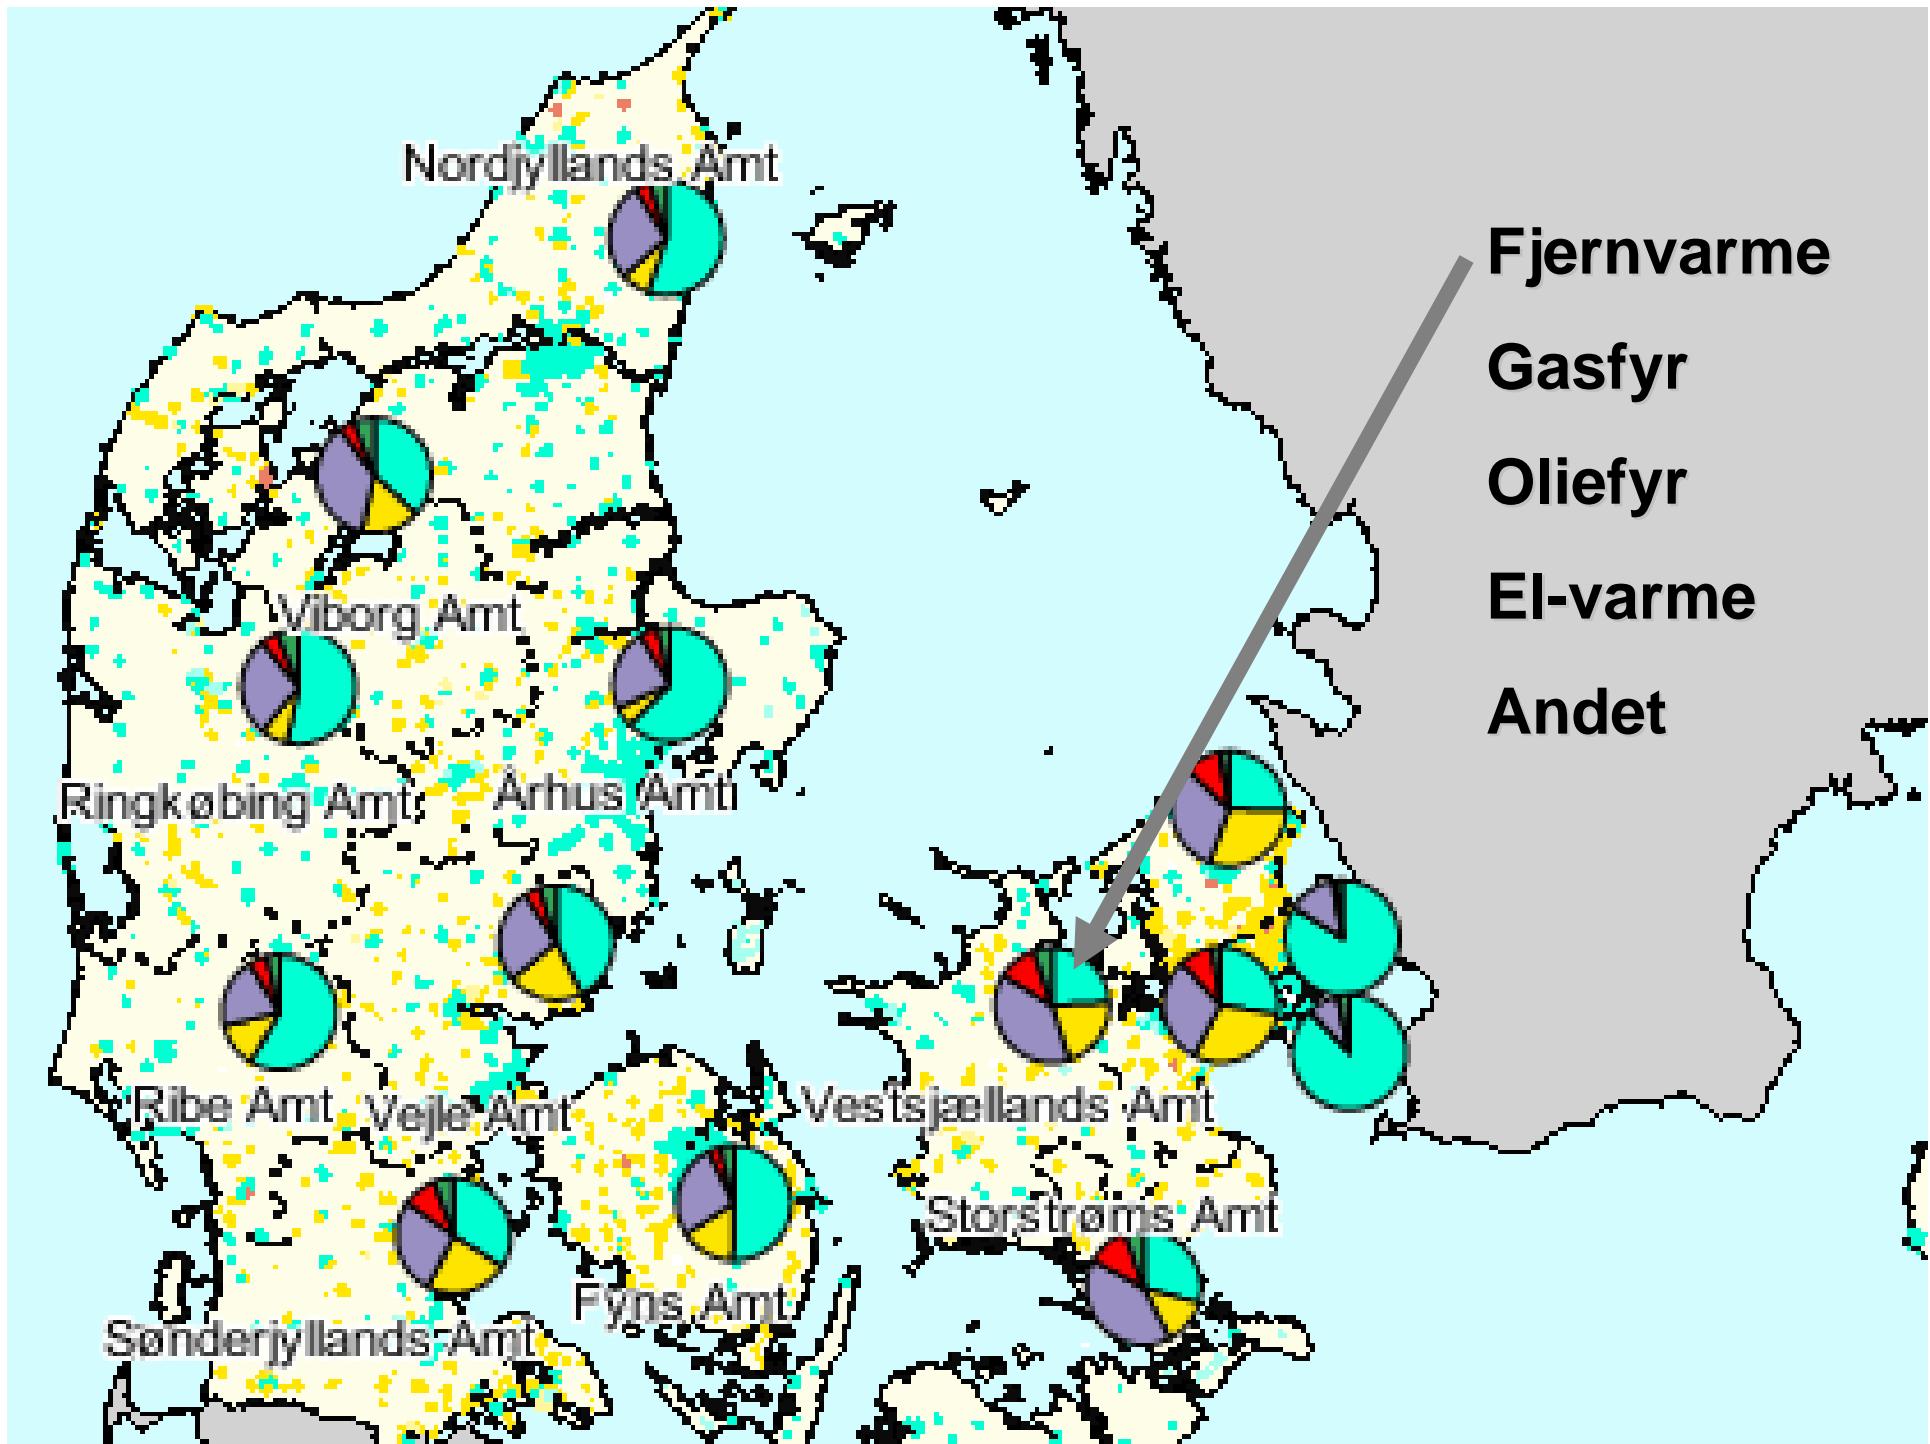 Nordjyllands Amt
Viborg Amt
Ringkøbing Amt
Århus Amt
Ribe Amt
Vejle Amt
Vestsjællands Amt
Storstrøms Amt
Fyns Amt
Sønderjyllands Amt
Fjernvarme
Gasfyr
Oliefyr
El-varme
Andet